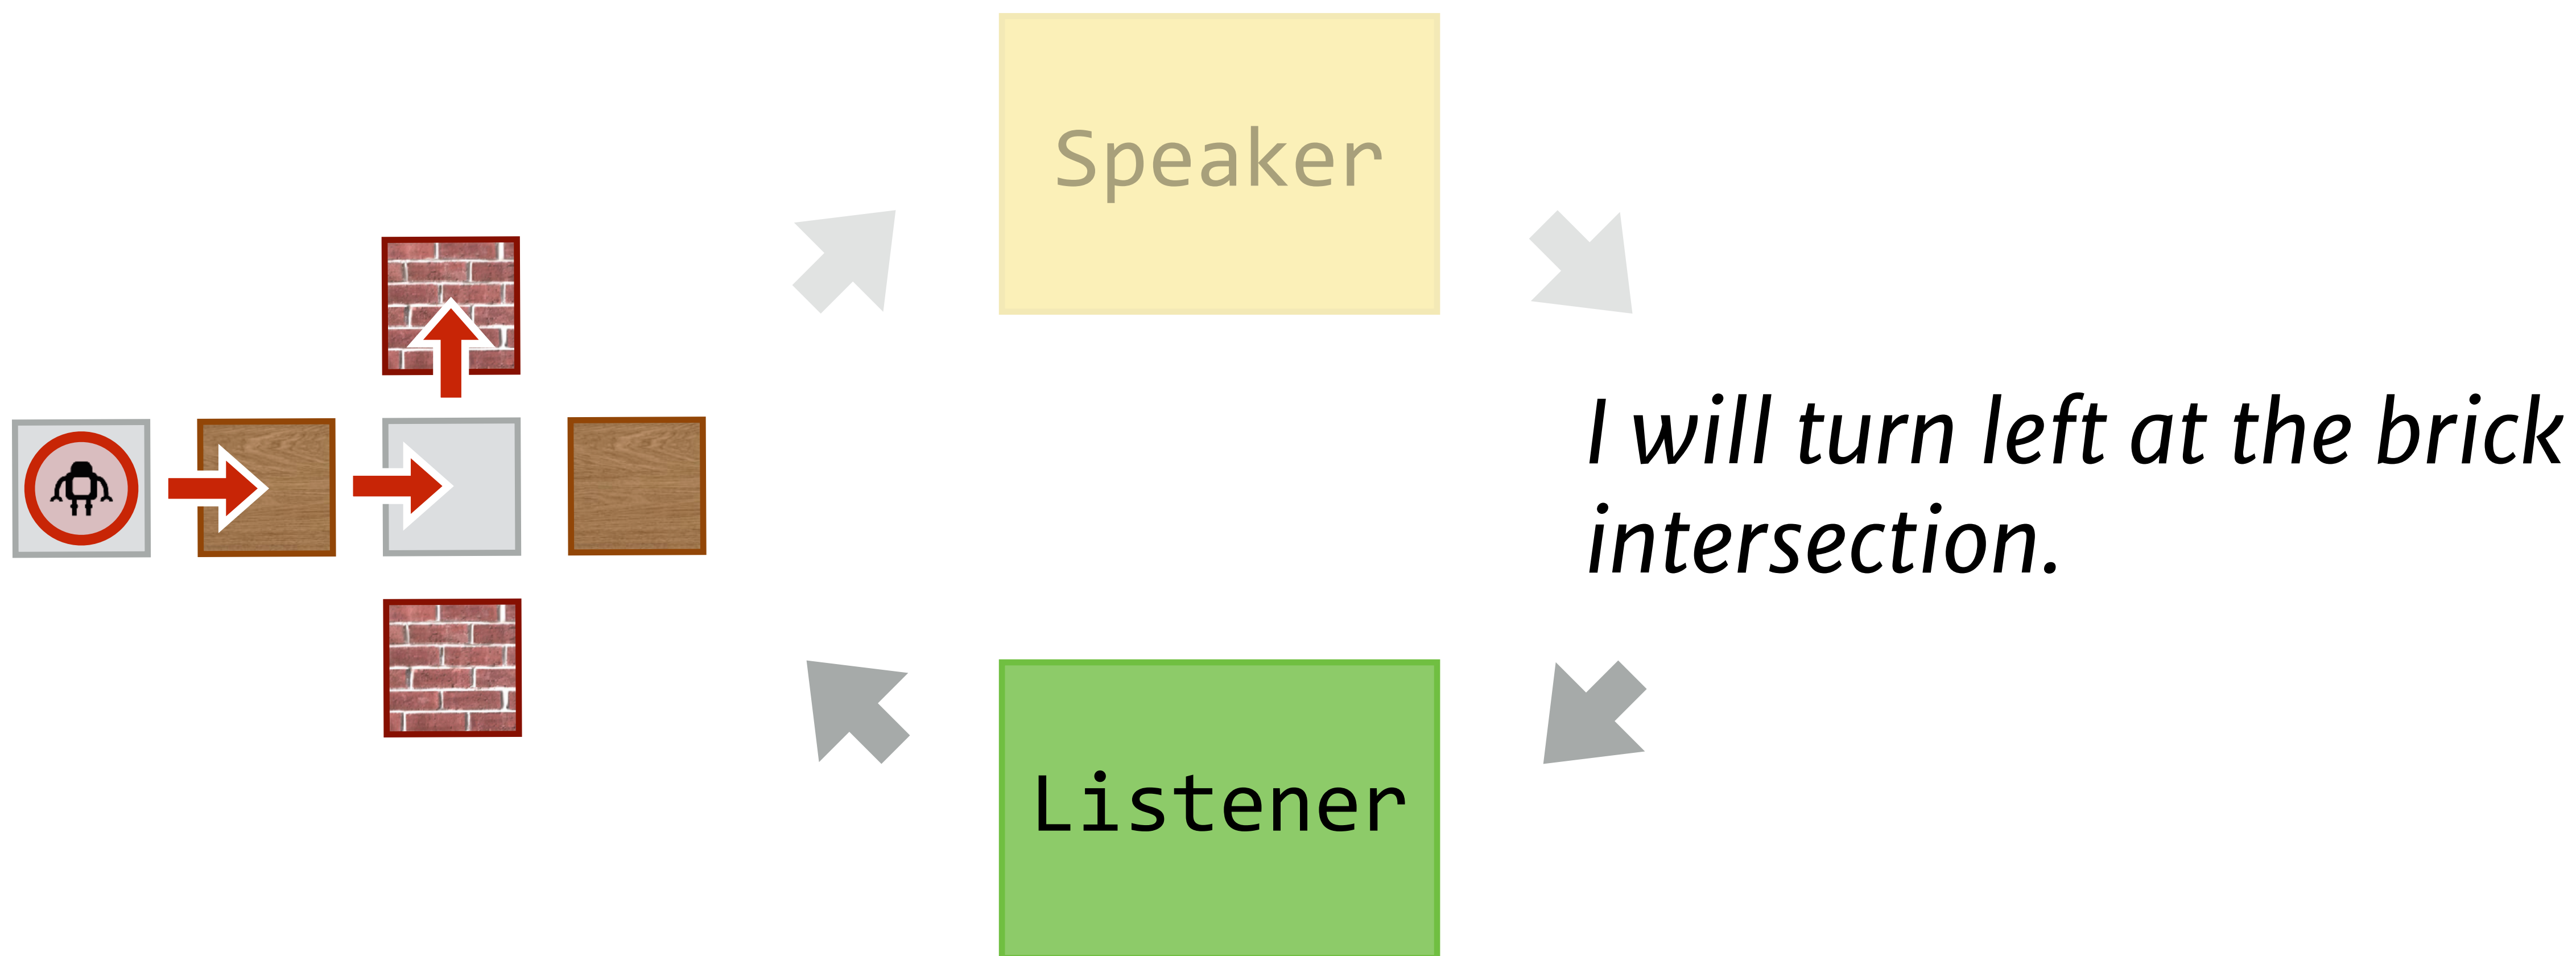 Speaker
I will turn left at the brick
intersection.
Listener